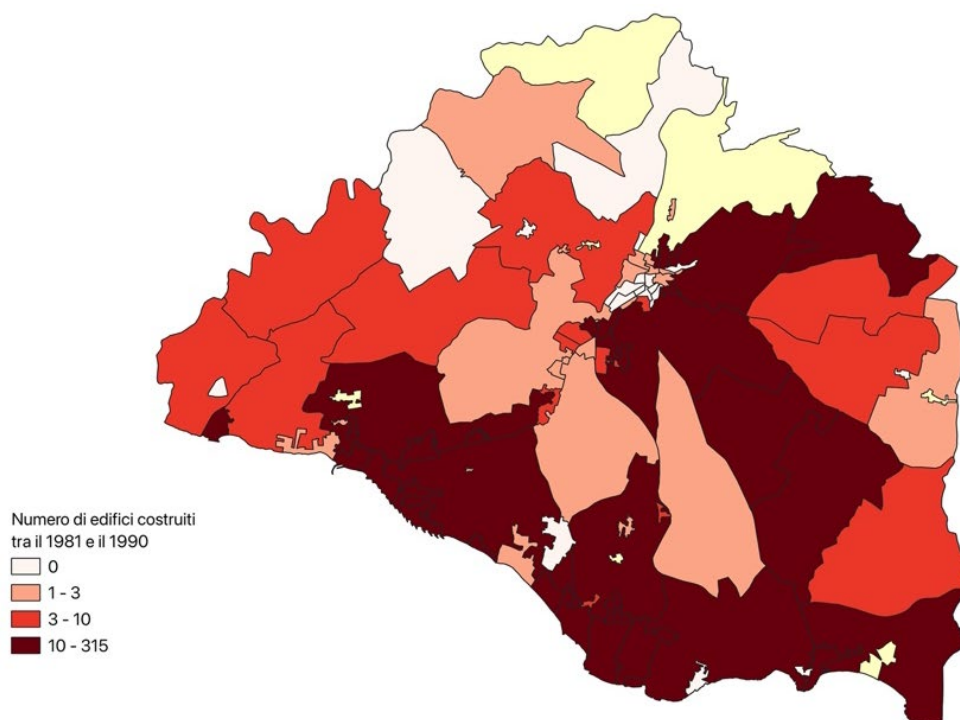 Numero di edifici costruiti
tra il 1981 e il 1990
0
1 - 3
3 - 10
10 - 315